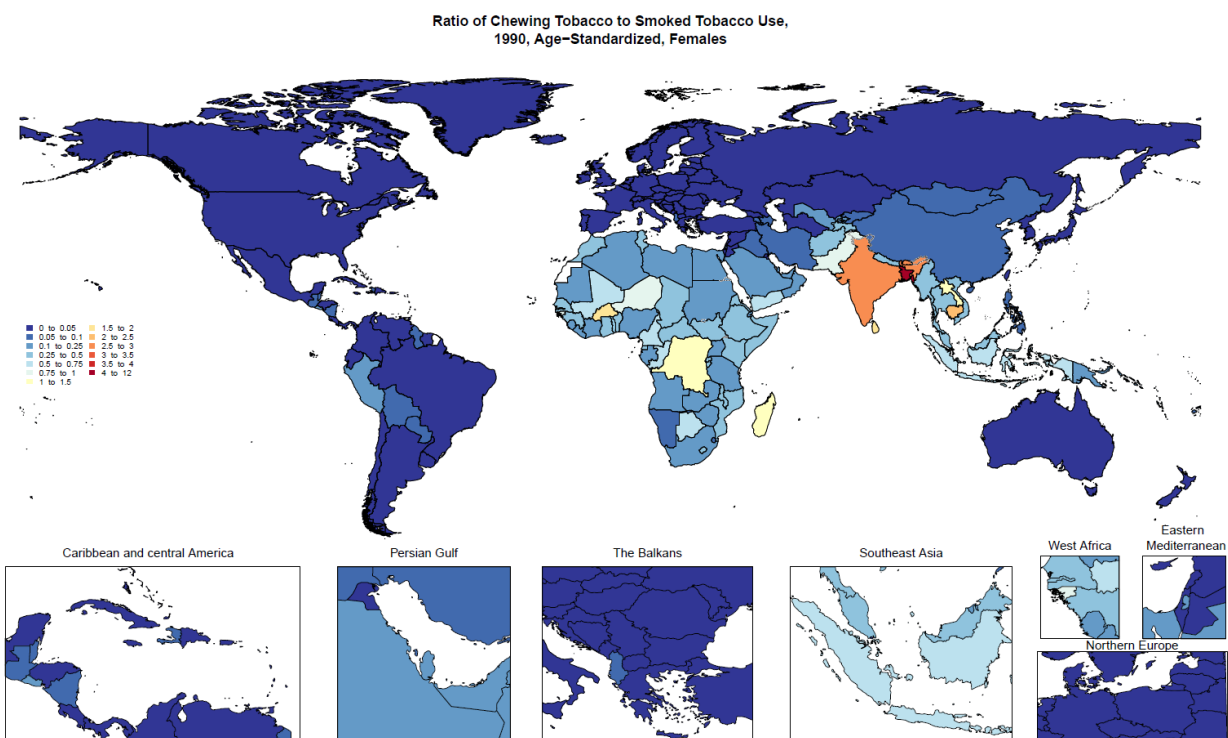 Ratio of Chewing Tobacco to Smoked Tobacco Use,
1990, Age−Standardized, Females
0 to 0.05
0.05 to 0.1
0.1 to 0.25
0.25 to 0.5
0.5 to 0.75
0.75 to 1
1 to 1.5
1.5 to 2
2 to 2.5
2.5 to 3
3 to 3.5
3.5 to 4
4 to 12
Caribbean and central America
Persian Gulf
The Balkans
Southeast Asia
West Africa
Eastern
Mediterranean
Northern Europe